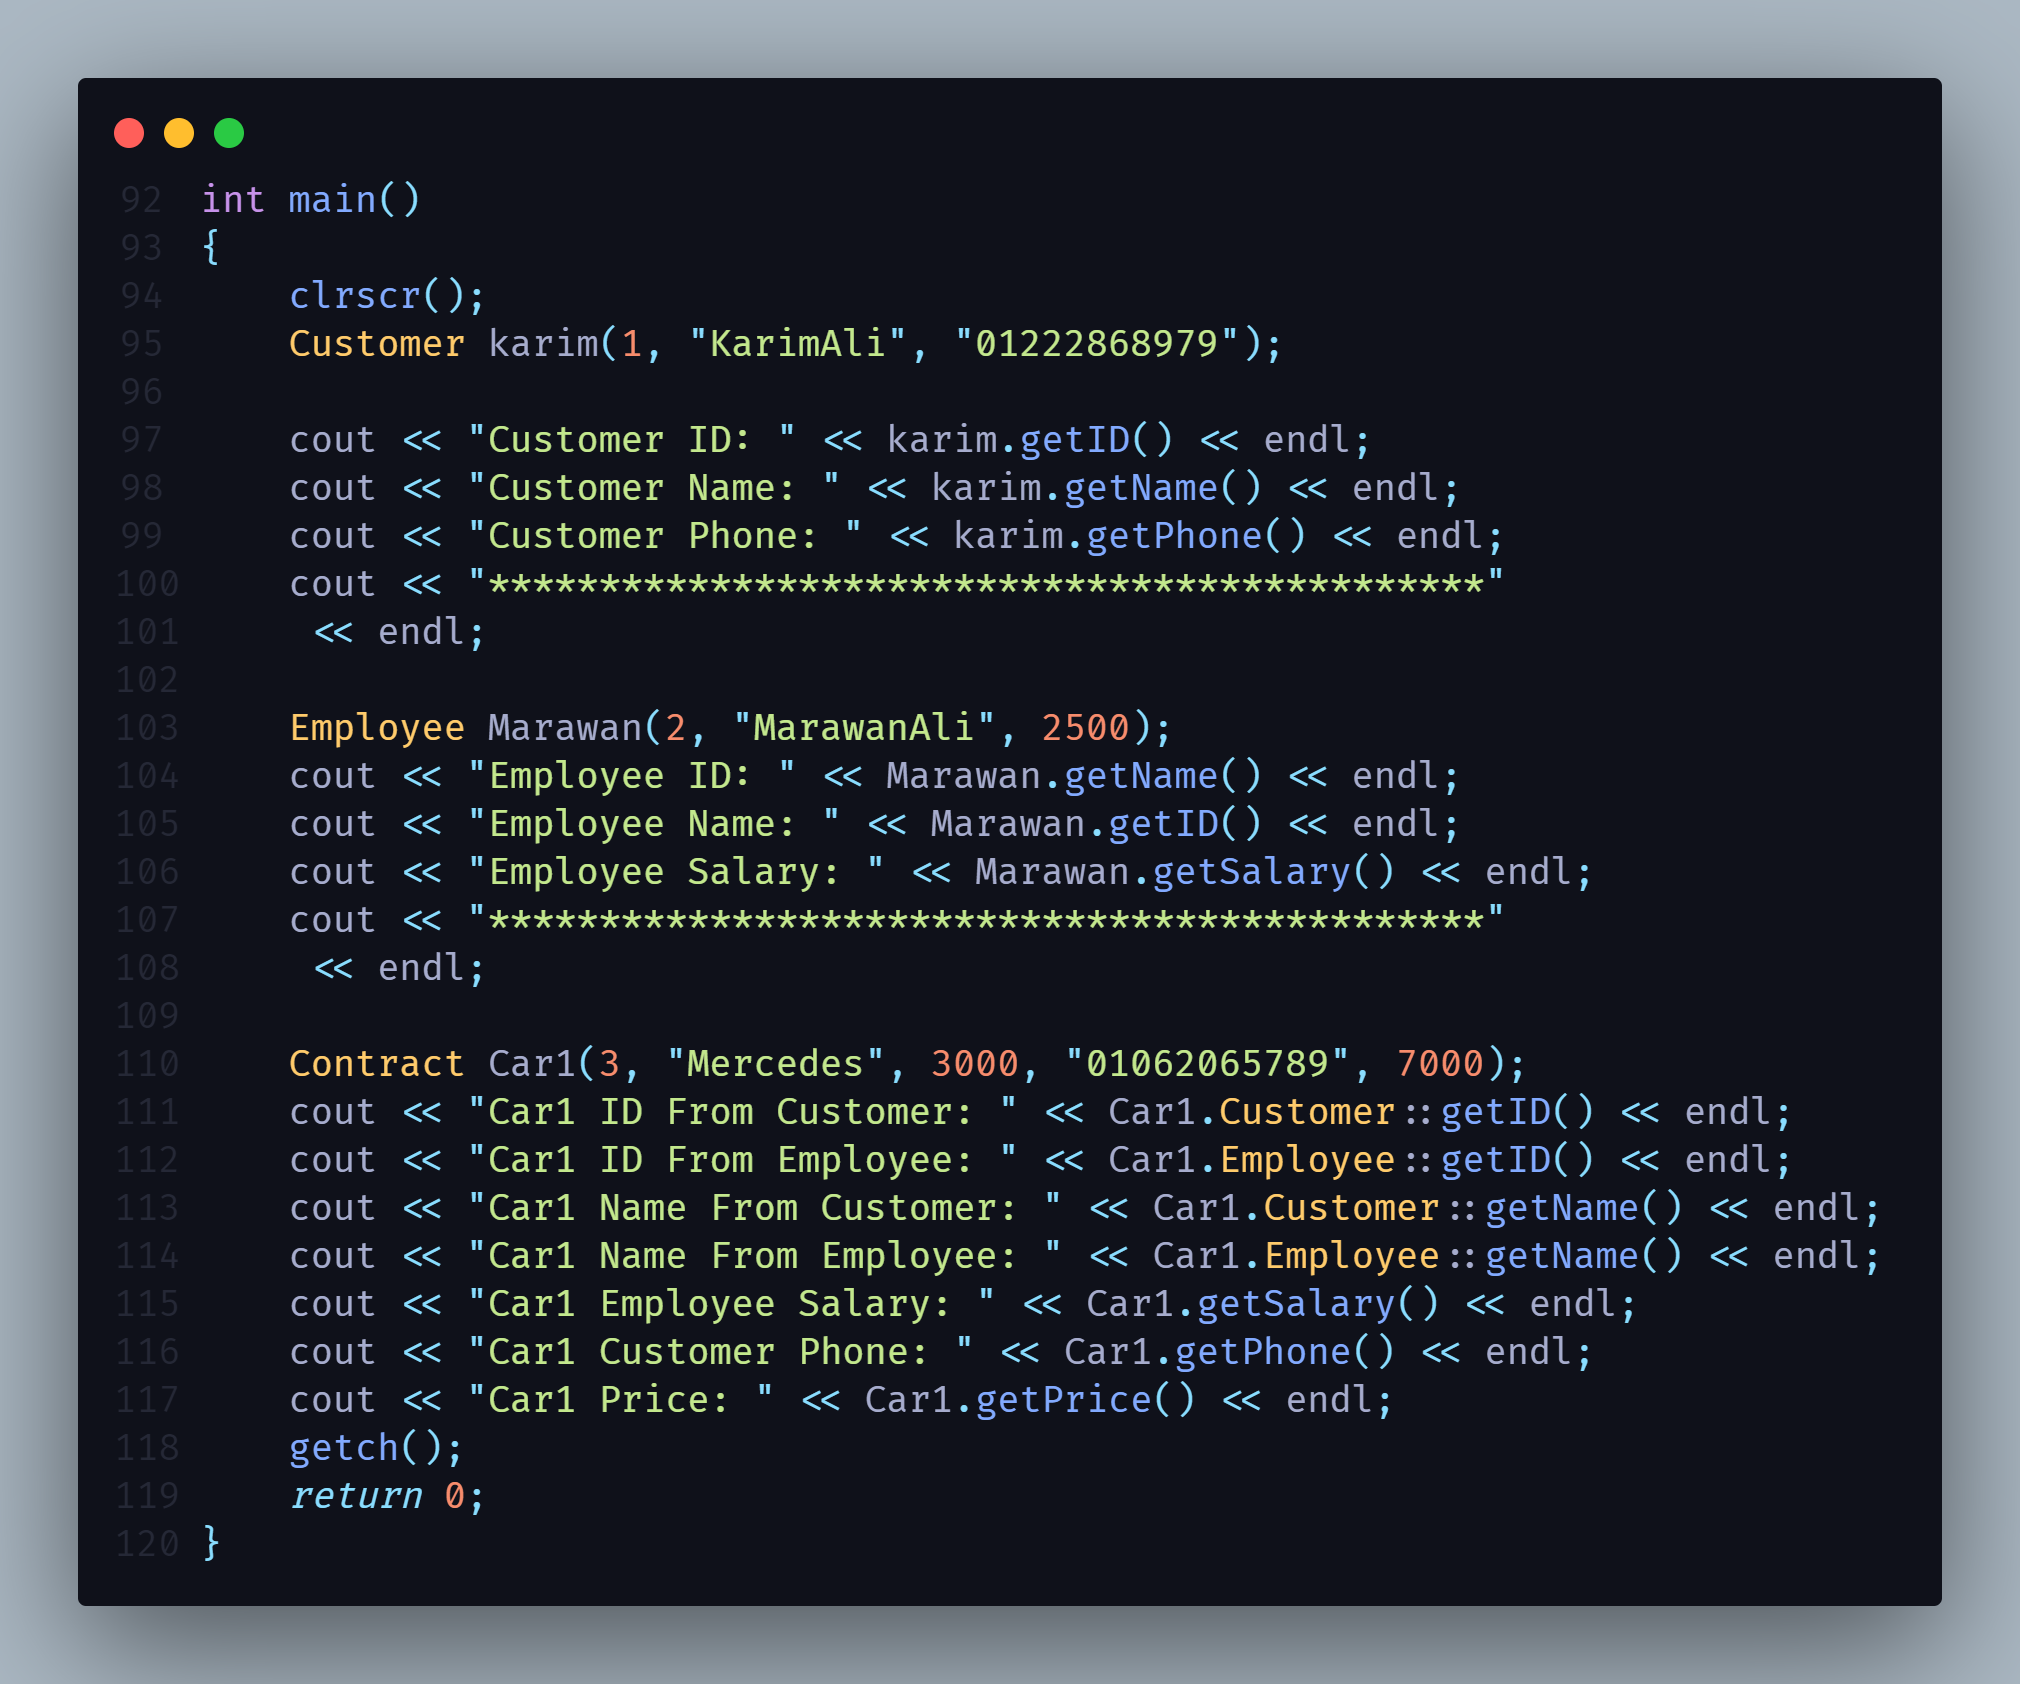 92 int main()
93 {
94     clrscr();
95     Customer karim(1, "KarimAli", "01222868979");
96
97     cout << "Customer ID: " << karim.getID() << endl;
98     cout << "Customer Name: " << karim.getName() << endl;
99     cout << "Customer Phone: " << karim.getPhone() << endl;
100     cout << "*********************************************"
101      << endl;
102
103     Employee Marawan(2, "MarawanAli", 2500);
104     cout << "Employee ID: " << Marawan.getName() << endl;
105     cout << "Employee Name: " << Marawan.getID() << endl;
106     cout << "Employee Salary: " << Marawan.getSalary() << endl;
107     cout << "*********************************************"
108      << endl;
109
110     Contract Car1(3, "Mercedes", 3000, "01062065789", 7000);
111     cout << "Car1 ID From Customer: " << Car1.Customer::getID() << endl;
112     cout << "Car1 ID From Employee: " << Car1.Employee::getID() << endl;
113     cout << "Car1 Name From Customer: " << Car1.Customer::getName() << endl;
114     cout << "Car1 Name From Employee: " << Car1.Employee::getName() << endl;
115     cout << "Car1 Employee Salary: " << Car1.getSalary() << endl;
116     cout << "Car1 Customer Phone: " << Car1.getPhone() << endl;
117     cout << "Car1 Price: " << Car1.getPrice() << endl;
118     getch();
119     return 0;
120 }